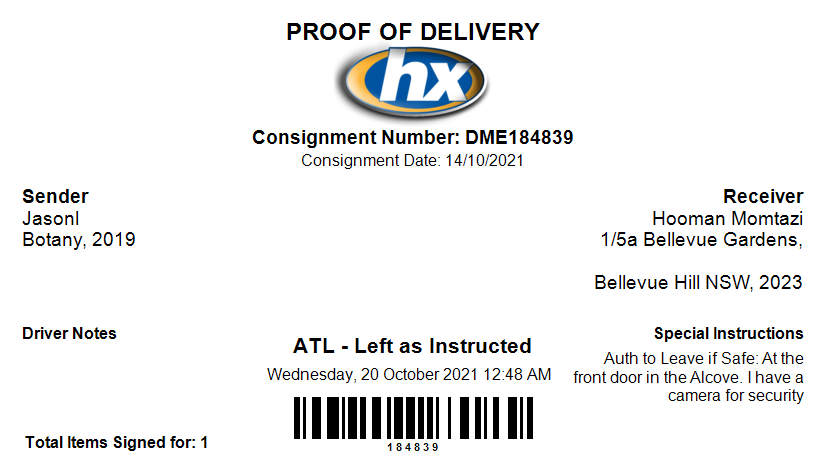 PROOF OF DELIVERY
hx
Consignment Number: DME184839
Consignment Date: 14/10/2021
Sender
JasonI
Botany, 2019
Receiver
Hooman Momtazi
1/5a Bellevue Gardens,
Bellevue Hill NSW, 2023
Driver Notes
ATL - Left as Instructed
Wednesday, 20 October 2021 12:48 AM
184839
Special Instructions
Auth to Leave if Safe: At the
front door in the Alcove. I have a
camera for security
Total Items Signed for: 1